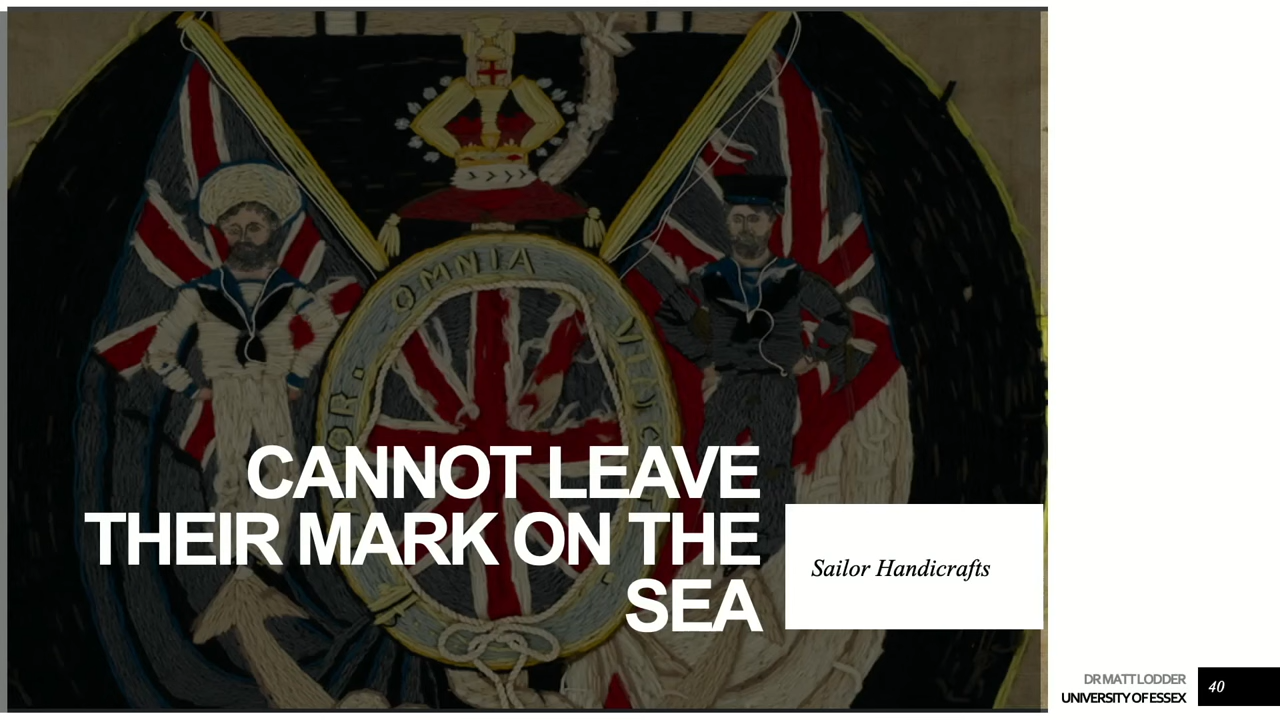 OMNIA
CANNOT LEAVE
THEIR MARK ON THE
SEA
Sailor Handicrafts
DR MATT LODDER
UNIVERSITY OF ESSEX
40